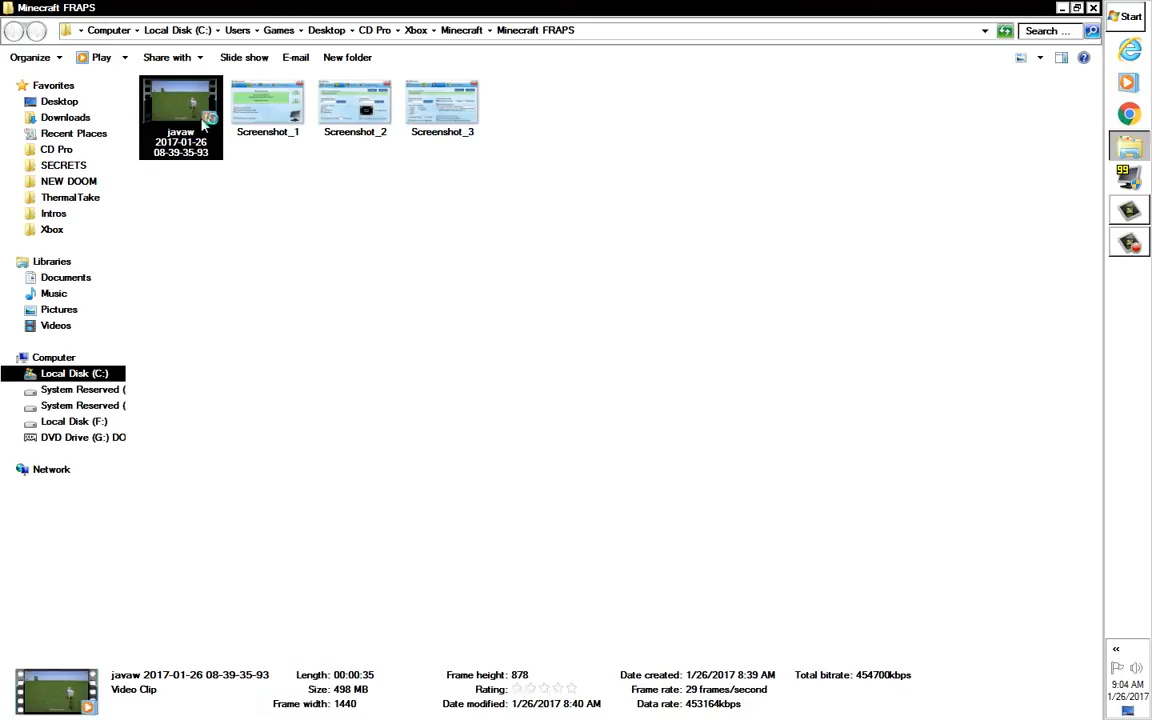 Minecraft FRAPS
Computer Local Disk (C:) Users Games Desktop CD Pro Xbox Minecraft Minecraft FRAPS
Search ...
Start
Organize Play Share with Slide show E-mail New folder
Favorites
Desktop
Downloads
Recent Places
CD Pro
SECRETS
NEW DOOM
ThermalTake
Intros
Xbox
Libraries
Documents
Music
Pictures
Videos
Computer
Local Disk (C:)
System Reserved (
System Reserved (
Local Disk (F:)
DVD Drive (G:) DO
Network
javaw
2017-01-26
08-39-35-93
Screenshot_1
Screenshot_2
Screenshot_3
99
javaw 2017-01-26 08-39-35-93
Video Clip
Length: 00:00:35
Size: 498 MB
Frame width: 1440
Frame height: 878
Rating:
Date modified: 1/26/2017 8:40 AM
Date created: 1/26/2017 8:39 AM
Frame rate: 29 frames/second
Data rate: 453164kbps
Total bitrate: 454700kbps
9:04 AM
1/26/2017